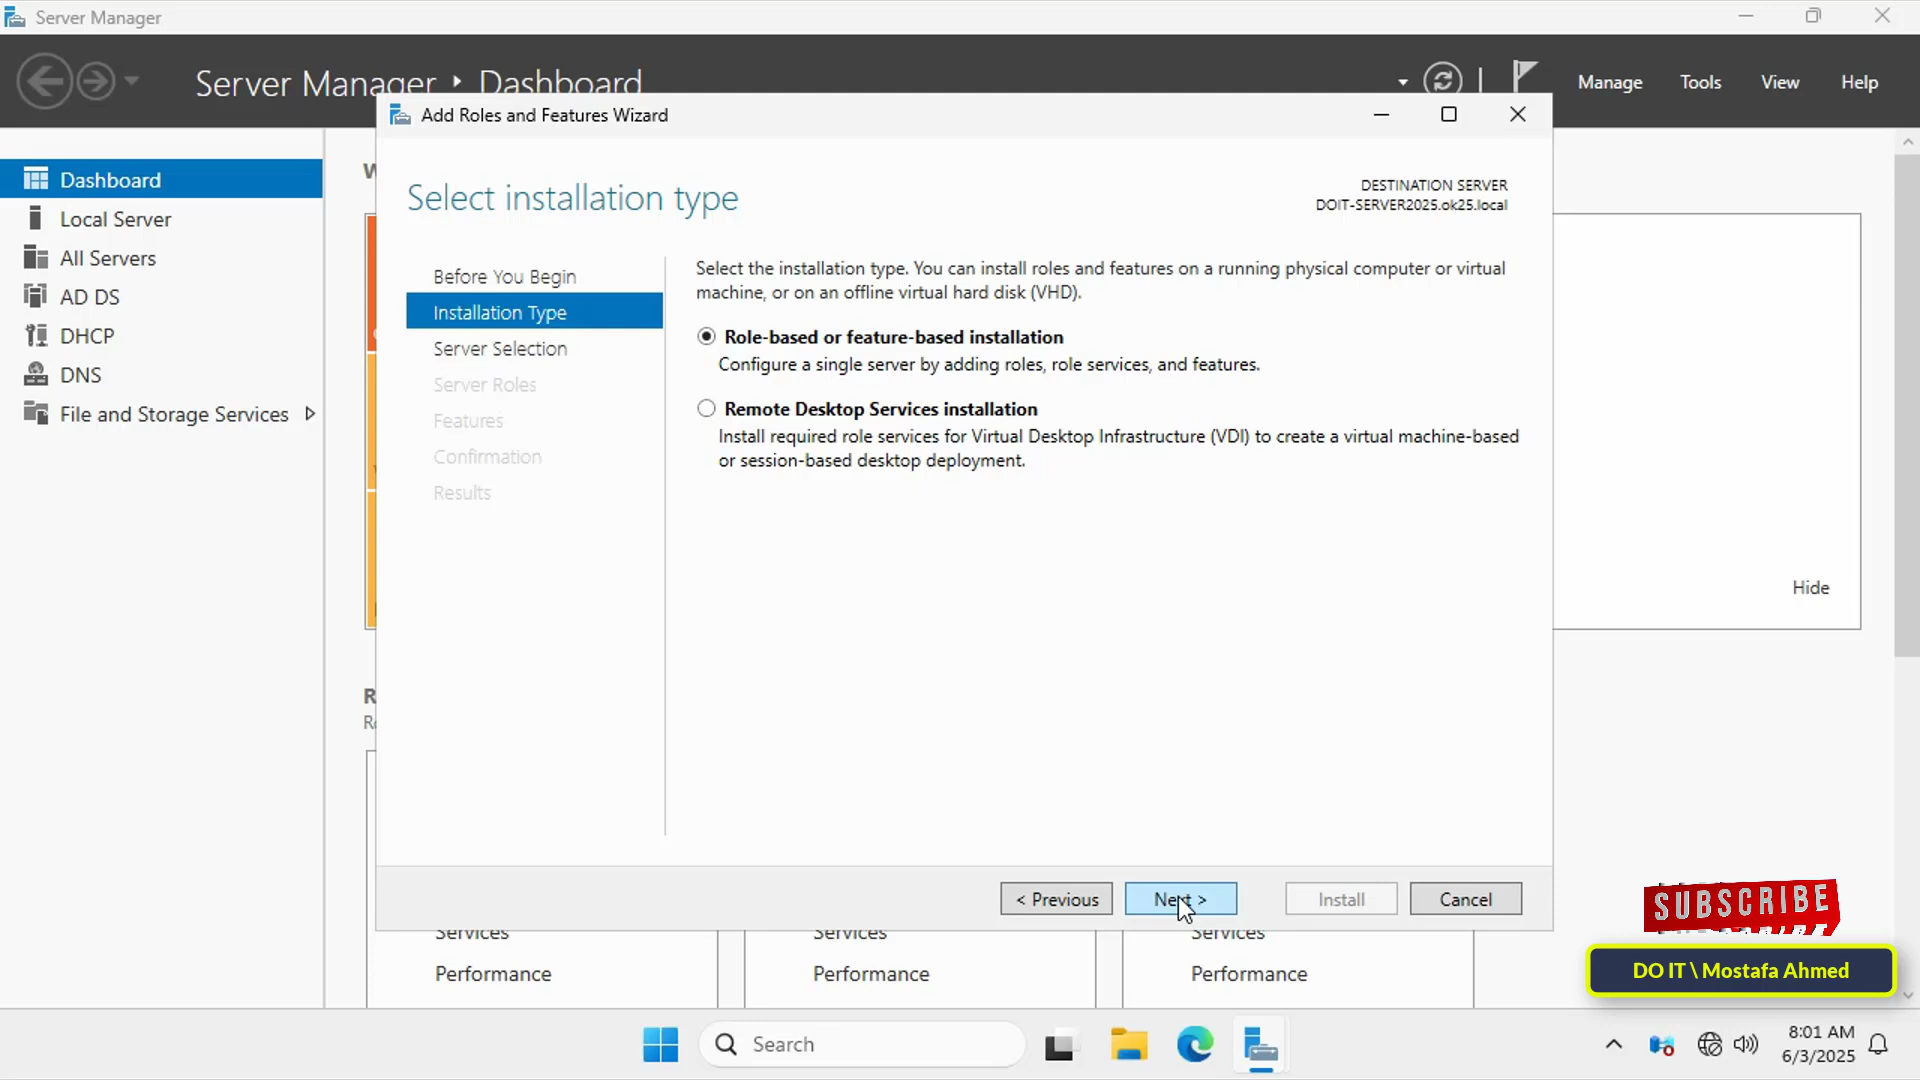 Server Manager
Server Manager ‣ Dashboard
Manage
Tools
View
Help
Add Roles and Features Wizard
Dashboard
Local Server
All Servers
AD DS
DHCP
DNS
File and Storage Services
Select installation type
DESTINATION SERVER
DOIT-SERVER2025.ok25.local
Before You Begin
Installation Type
Server Selection
Server Roles
Features
Confirmation
Results
Select the installation type. You can install roles and features on a running physical computer or virtual
machine, or on an offline virtual hard disk (VHD).
Role-based or feature-based installation
Configure a single server by adding roles, role services, and features.
Remote Desktop Services installation
Install required role services for Virtual Desktop Infrastructure (VDI) to create a virtual machine-based
or session-based desktop deployment.
Hide
< Previous
Next >
Install
Cancel
Services
Services
Services
Performance
Performance
Performance
SUBSCRIBE
DO IT \ Mostafa Ahmed
Search
8:01 AM
6/3/2025